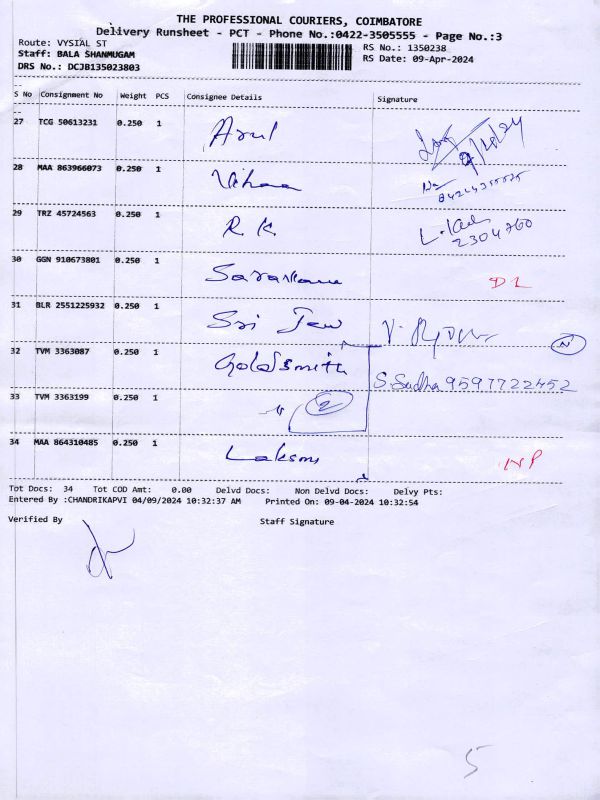 THE PROFESSIONAL COURIERS, COIMBATORE
Delivery Runsheet - PCT - Phone No.:0422-3505555 - Page No.:3
Route: VYSIAL ST
RS No.: 1350238
Staff: BALA SHANMUGAM
RS Date: 09-Apr-2024
DRS No.: DCJB135023803
S No Consignment No Weight PCS Consignee Details Signature
27 TCG 50613231 0.250 1 Arul
28 MAA 863966073 0.250 1
29 TRZ 45724563 0.250 1 R K
2304760
30 GGN 910673801 0.250 1 DL
31 BLR 2551225932 0.250 1 Sri
N
32 TVM 3363087 0.250 1 Goldsmith
S. Sudha 9597722452
33 TVM 3363199 0.250 1 2
34 MAA 864310485 0.250 1 NP
Tot Docs: 34 Tot COD Amt: 0.00 Delvd Docs: Non Delvd Docs: Delvy Pts:
Entered By :CHANDRIKAPVI 04/09/2024 10:32:37 AM Printed On: 09-04-2024 10:32:54
Verified By Staff Signature
5